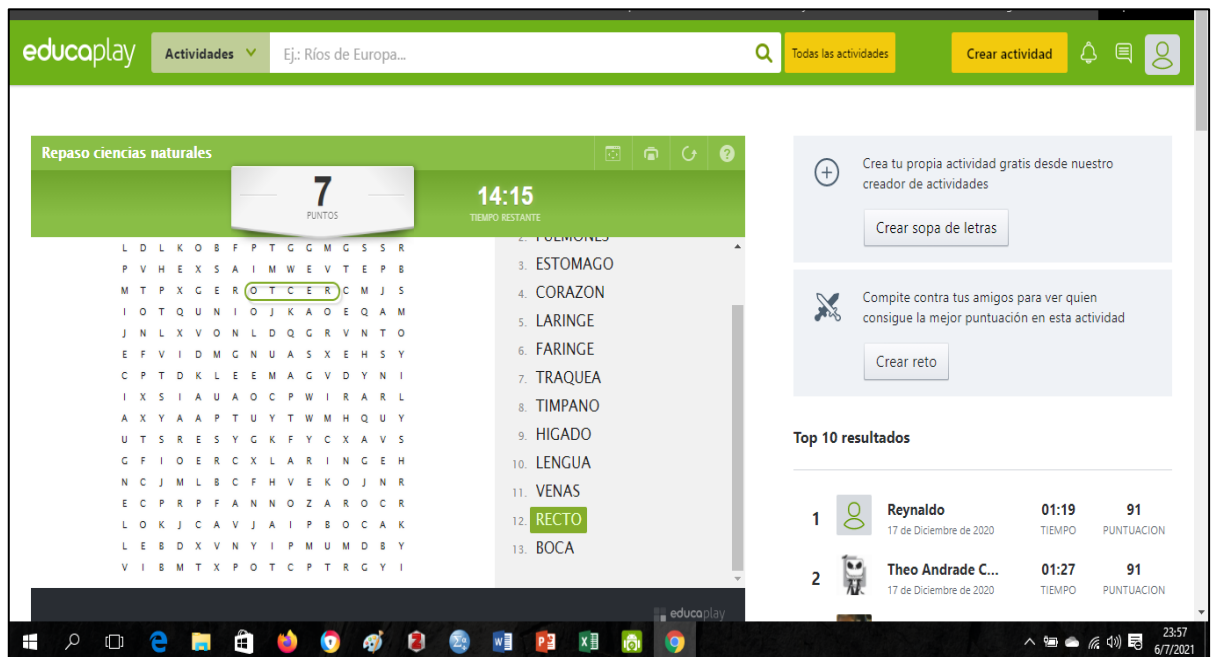 educaplay
Actividades
Ej.: Ríos de Europa...
Todas las actividades
Crear actividad
Repaso ciencias naturales
7
PUNTOS
14:15
TIEMPO RESTANTE
L D L K O B F P T G G M G S S R
P V H E X S A I M W E V T E P B
M T P X G E R O T C E R C M J S
I O T Q U N I O J K A O E Q A M
J N L X V O N L D Q G R V N T O
E F V I D M G N U A S X E H S Y
C P T D K L E E M A G V D Y N I
I X S I A U A O C P W I R A R L
A X Y A A P T U Y T W M H Q U Y
U T S R E S Y G K F Y C X A V S
G F I O E R C X L A R I N G E H
N C J M L B C F H V E K O J N R
E C P R P F A N N O Z A R O C R
L O K J C A V J A I P B O C A K
L E B D X V N Y I P M U M D B Y
V I B M T X P O T C P T R G Y I
2. PULMONES
3. ESTOMAGO
4. CORAZON
5. LARINGE
6. FARINGE
7. TRAQUEA
8. TIMPANO
9. HIGADO
10. LENGUA
11. VENAS
12. RECTO
13. BOCA
educaplay
Crea tu propia actividad gratis desde nuestro
creador de actividades
Crear sopa de letras
Compite contra tus amigos para ver quien
consigue la mejor puntuación en esta actividad
Crear reto
Top 10 resultados
1 Reynaldo 01:19 91
17 de Diciembre de 2020 TIEMPO PUNTUACION
2 Theo Andrade C... 01:27 91
17 de Diciembre de 2020 TIEMPO PUNTUACION
23:57
6/7/2021